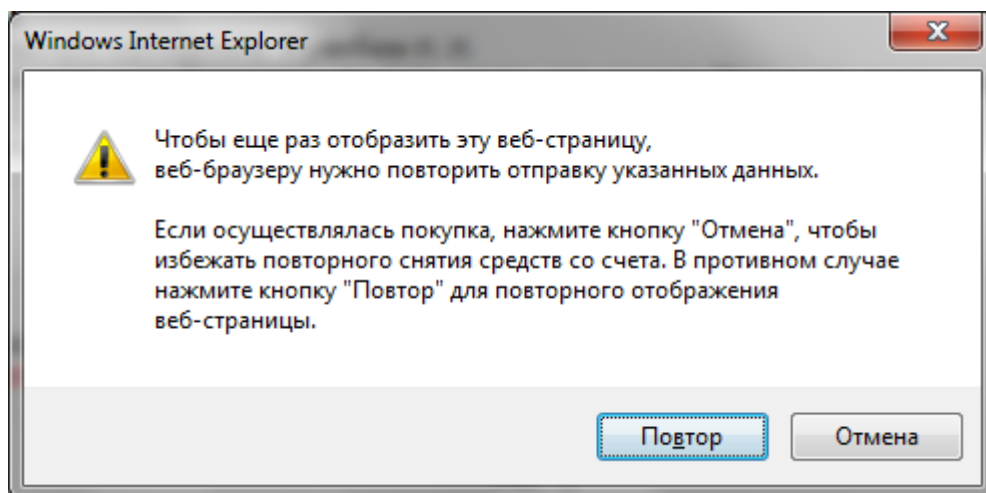 Windows Internet Explorer
Чтобы еще раз отобразить эту веб-страницу,
веб-браузеру нужно повторить отправку указанных данных.
Если осуществлялась покупка, нажмите кнопку "Отмена", чтобы
избежать повторного снятия средств со счета. В противном случае
нажмите кнопку "Повтор" для повторного отображения
веб-страницы.
Повтор
Отмена